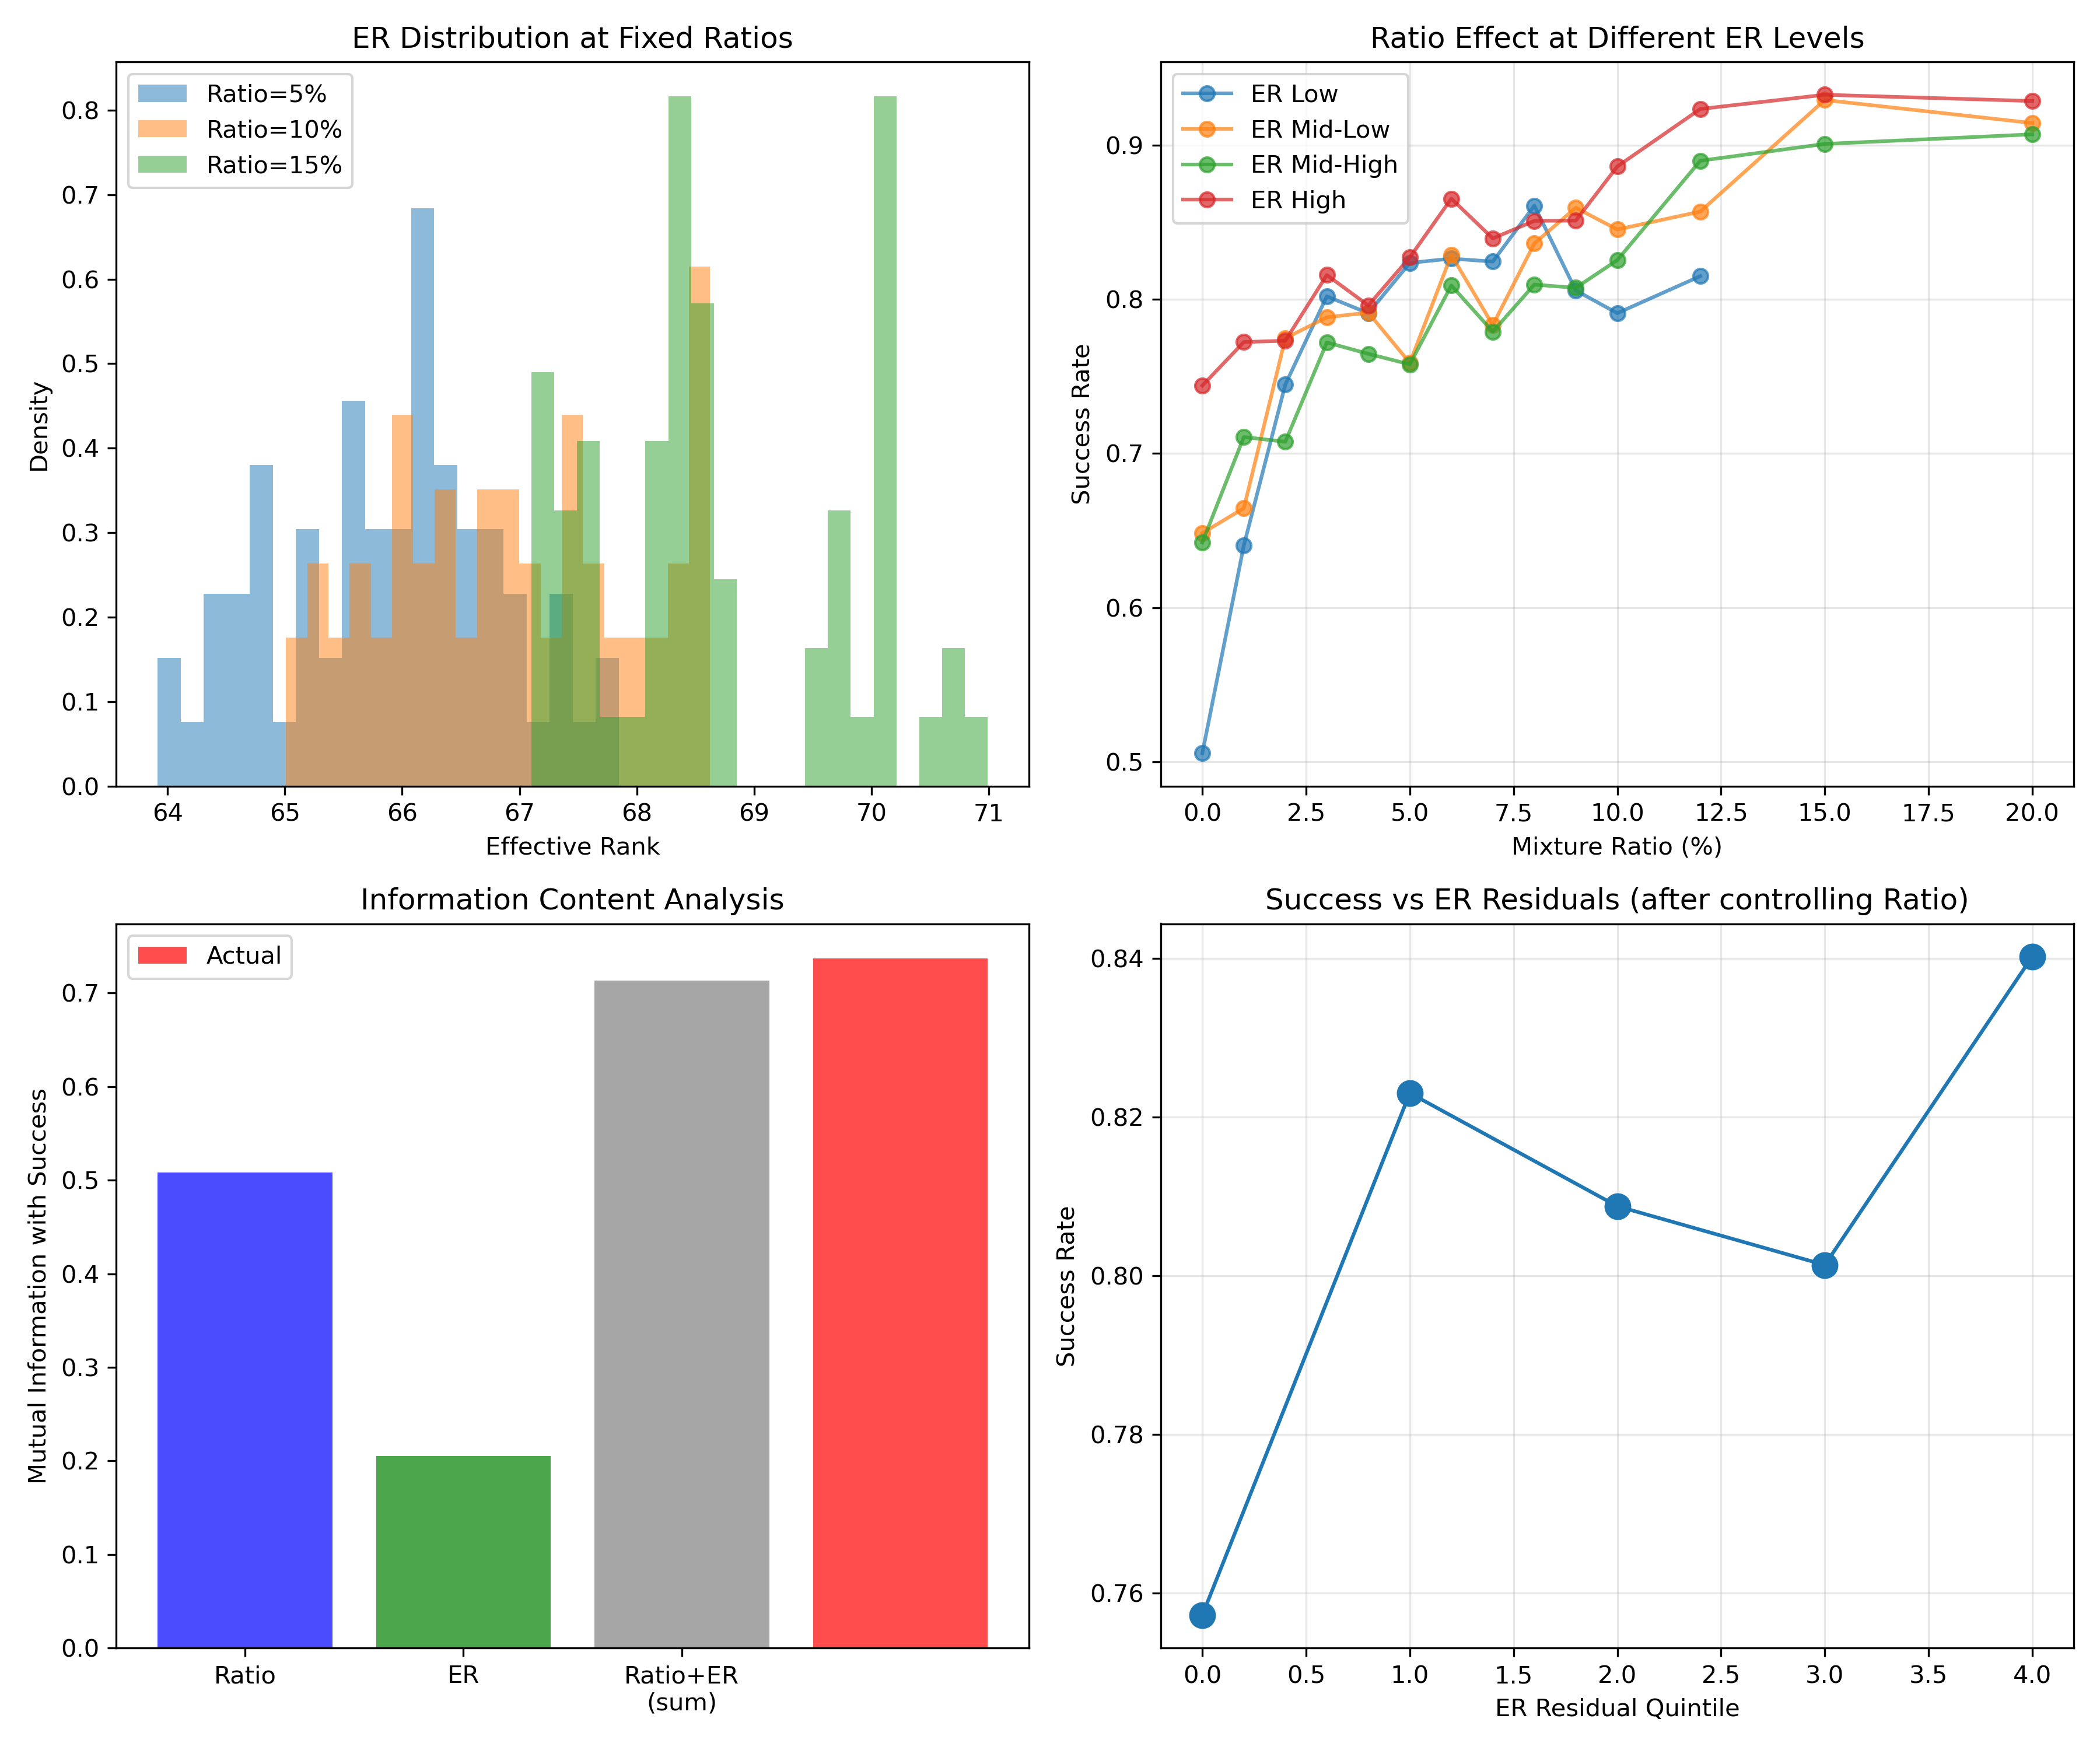 ER Distribution at Fixed Ratios
Ratio=5%
Ratio=10%
Ratio=15%
0.8
0.7
0.6
0.5
0.4
0.3
0.2
0.1
0.0
Density
64 65 66 67 68 69 70 71
Effective Rank
Ratio Effect at Different ER Levels
ER Low
ER Mid-Low
ER Mid-High
ER High
0.9
0.8
0.7
0.6
0.5
Success Rate
0.0 2.5 5.0 7.5 10.0 12.5 15.0 17.5 20.0
Mixture Ratio (%)
Information Content Analysis
Actual
0.7
0.6
0.5
0.4
0.3
0.2
0.1
0.0
Mutual Information with Success
Ratio ER Ratio+ER
(sum)
Success vs ER Residuals (after controlling Ratio)
0.84
0.82
0.80
0.78
0.76
Success Rate
0.0 0.5 1.0 1.5 2.0 2.5 3.0 3.5 4.0
ER Residual Quintile